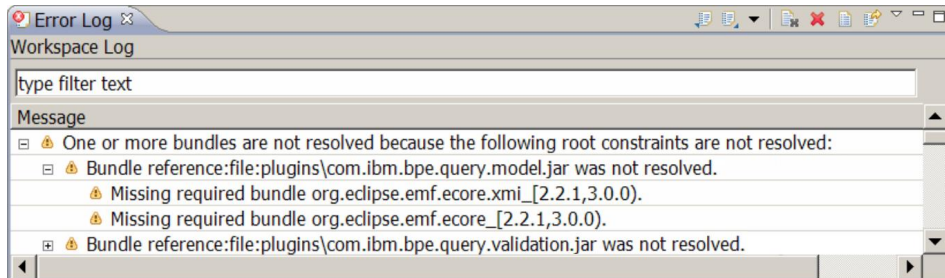 Error Log
Workspace Log
type filter text
Message
One or more bundles are not resolved because the following root constraints are not resolved:
Bundle reference:file:plugins\com.ibm.bpe.query.model.jar was not resolved.
Missing required bundle org.eclipse.emf.ecore.xmi_[2.2.1,3.0.0).
Missing required bundle org.eclipse.emf.ecore_[2.2.1,3.0.0).
Bundle reference:file:plugins\com.ibm.bpe.query.validation.jar was not resolved.